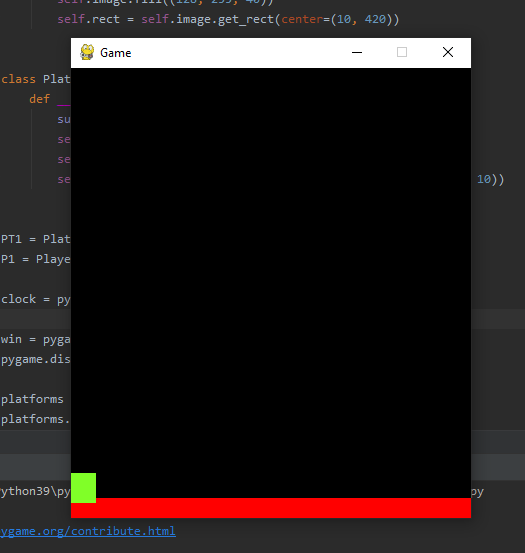 self.image.fill((128, 255, 40))
self.rect = self.image.get_rect(center=(10, 420))
Game
class Plat
def __
su
se
se
se 10))
PT1 = Plat
P1 = Playe
clock = py
win = pyga
pygame.dis
platforms
platforms.
ython39\py py
ygame.org/contribute.html